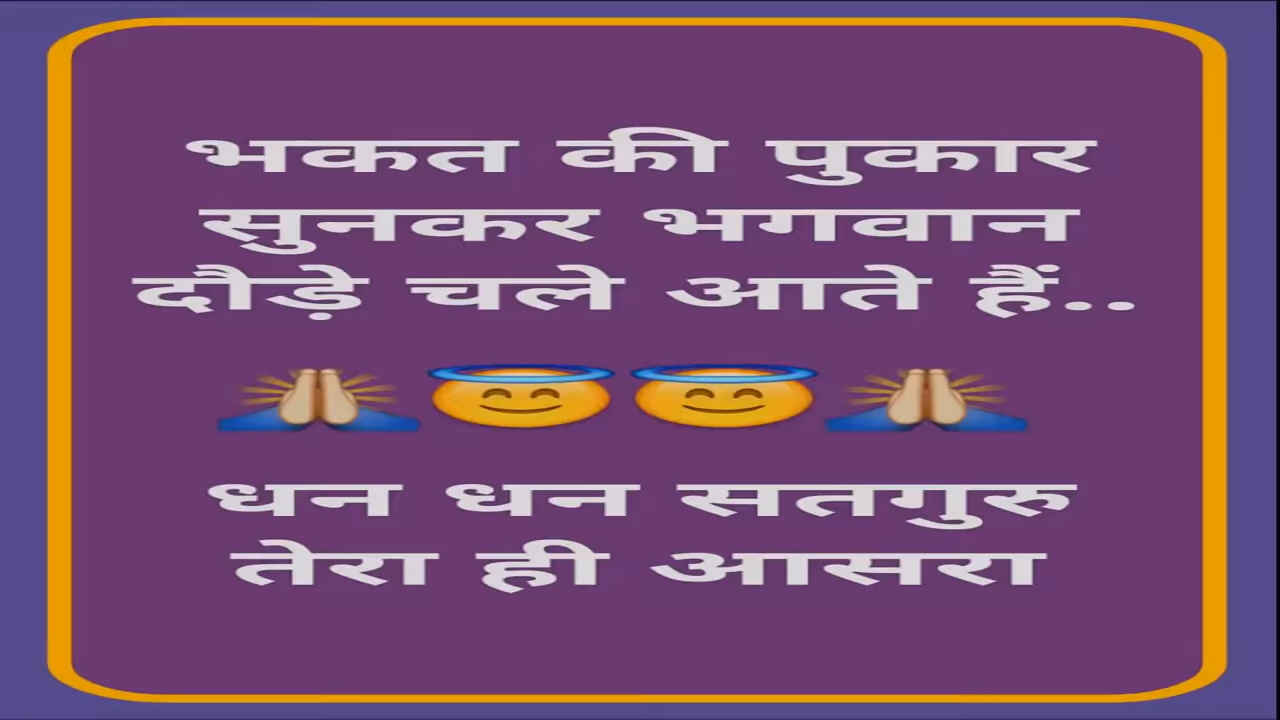 भकत की पुकार
सुनकर भगवान
दौड़े चले आते हैं..
🙏😇😇🙏
धन धन सतगुरु
तेरा ही आसरा